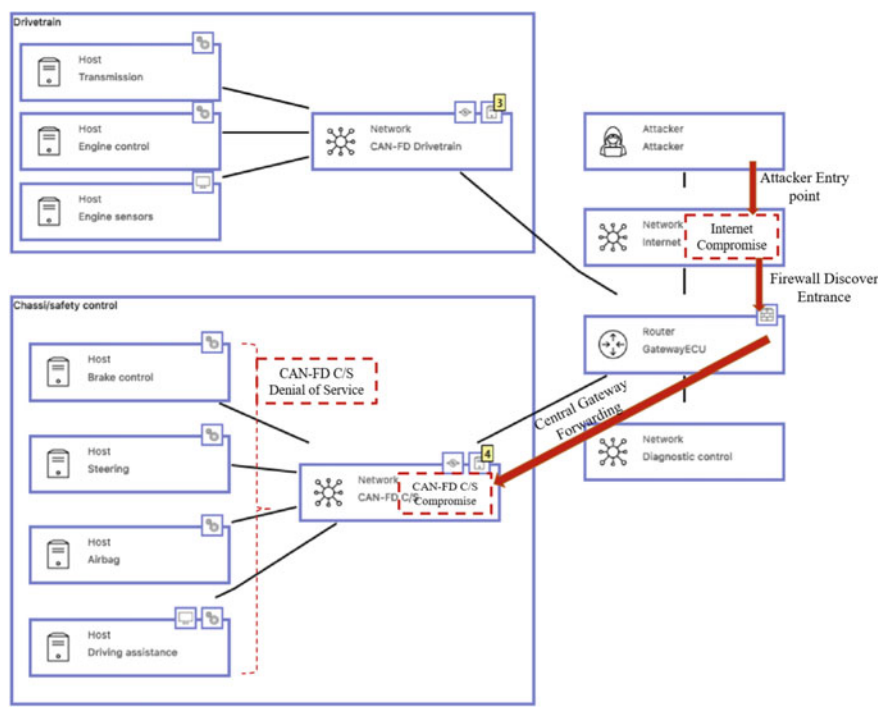 Drivetrain
Host
Transmission
Host
Engine control
Host
Engine sensors
3
Network
CAN-FD Drivetrain
Attacker
Attacker
Attacker Entry
point
Network
Internet
Internet
Compromise
Firewall Discover
Entrance
Router
GatewayECU
Central Gateway
Forwarding
Network
Diagnostic control
Chassi/safety control
Host
Brake control
CAN-FD C/S
Denial of Service
Host
Steering
4
Network
CAN-FD C/S
CAN-FD C/S
Compromise
Host
Airbag
Host
Driving assistance